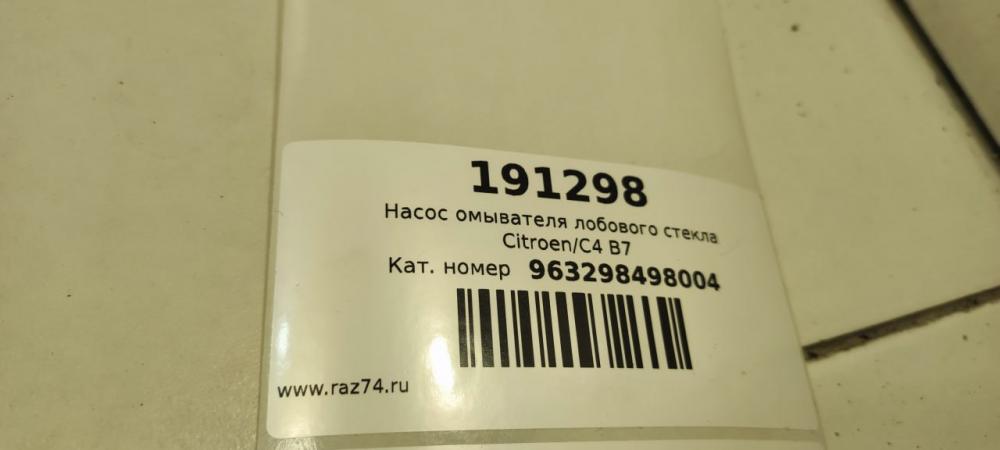 191298
Насос омывателя лобового стекла
Citroen/C4 B7
Кат. номер 963298498004
www.raz74.ru